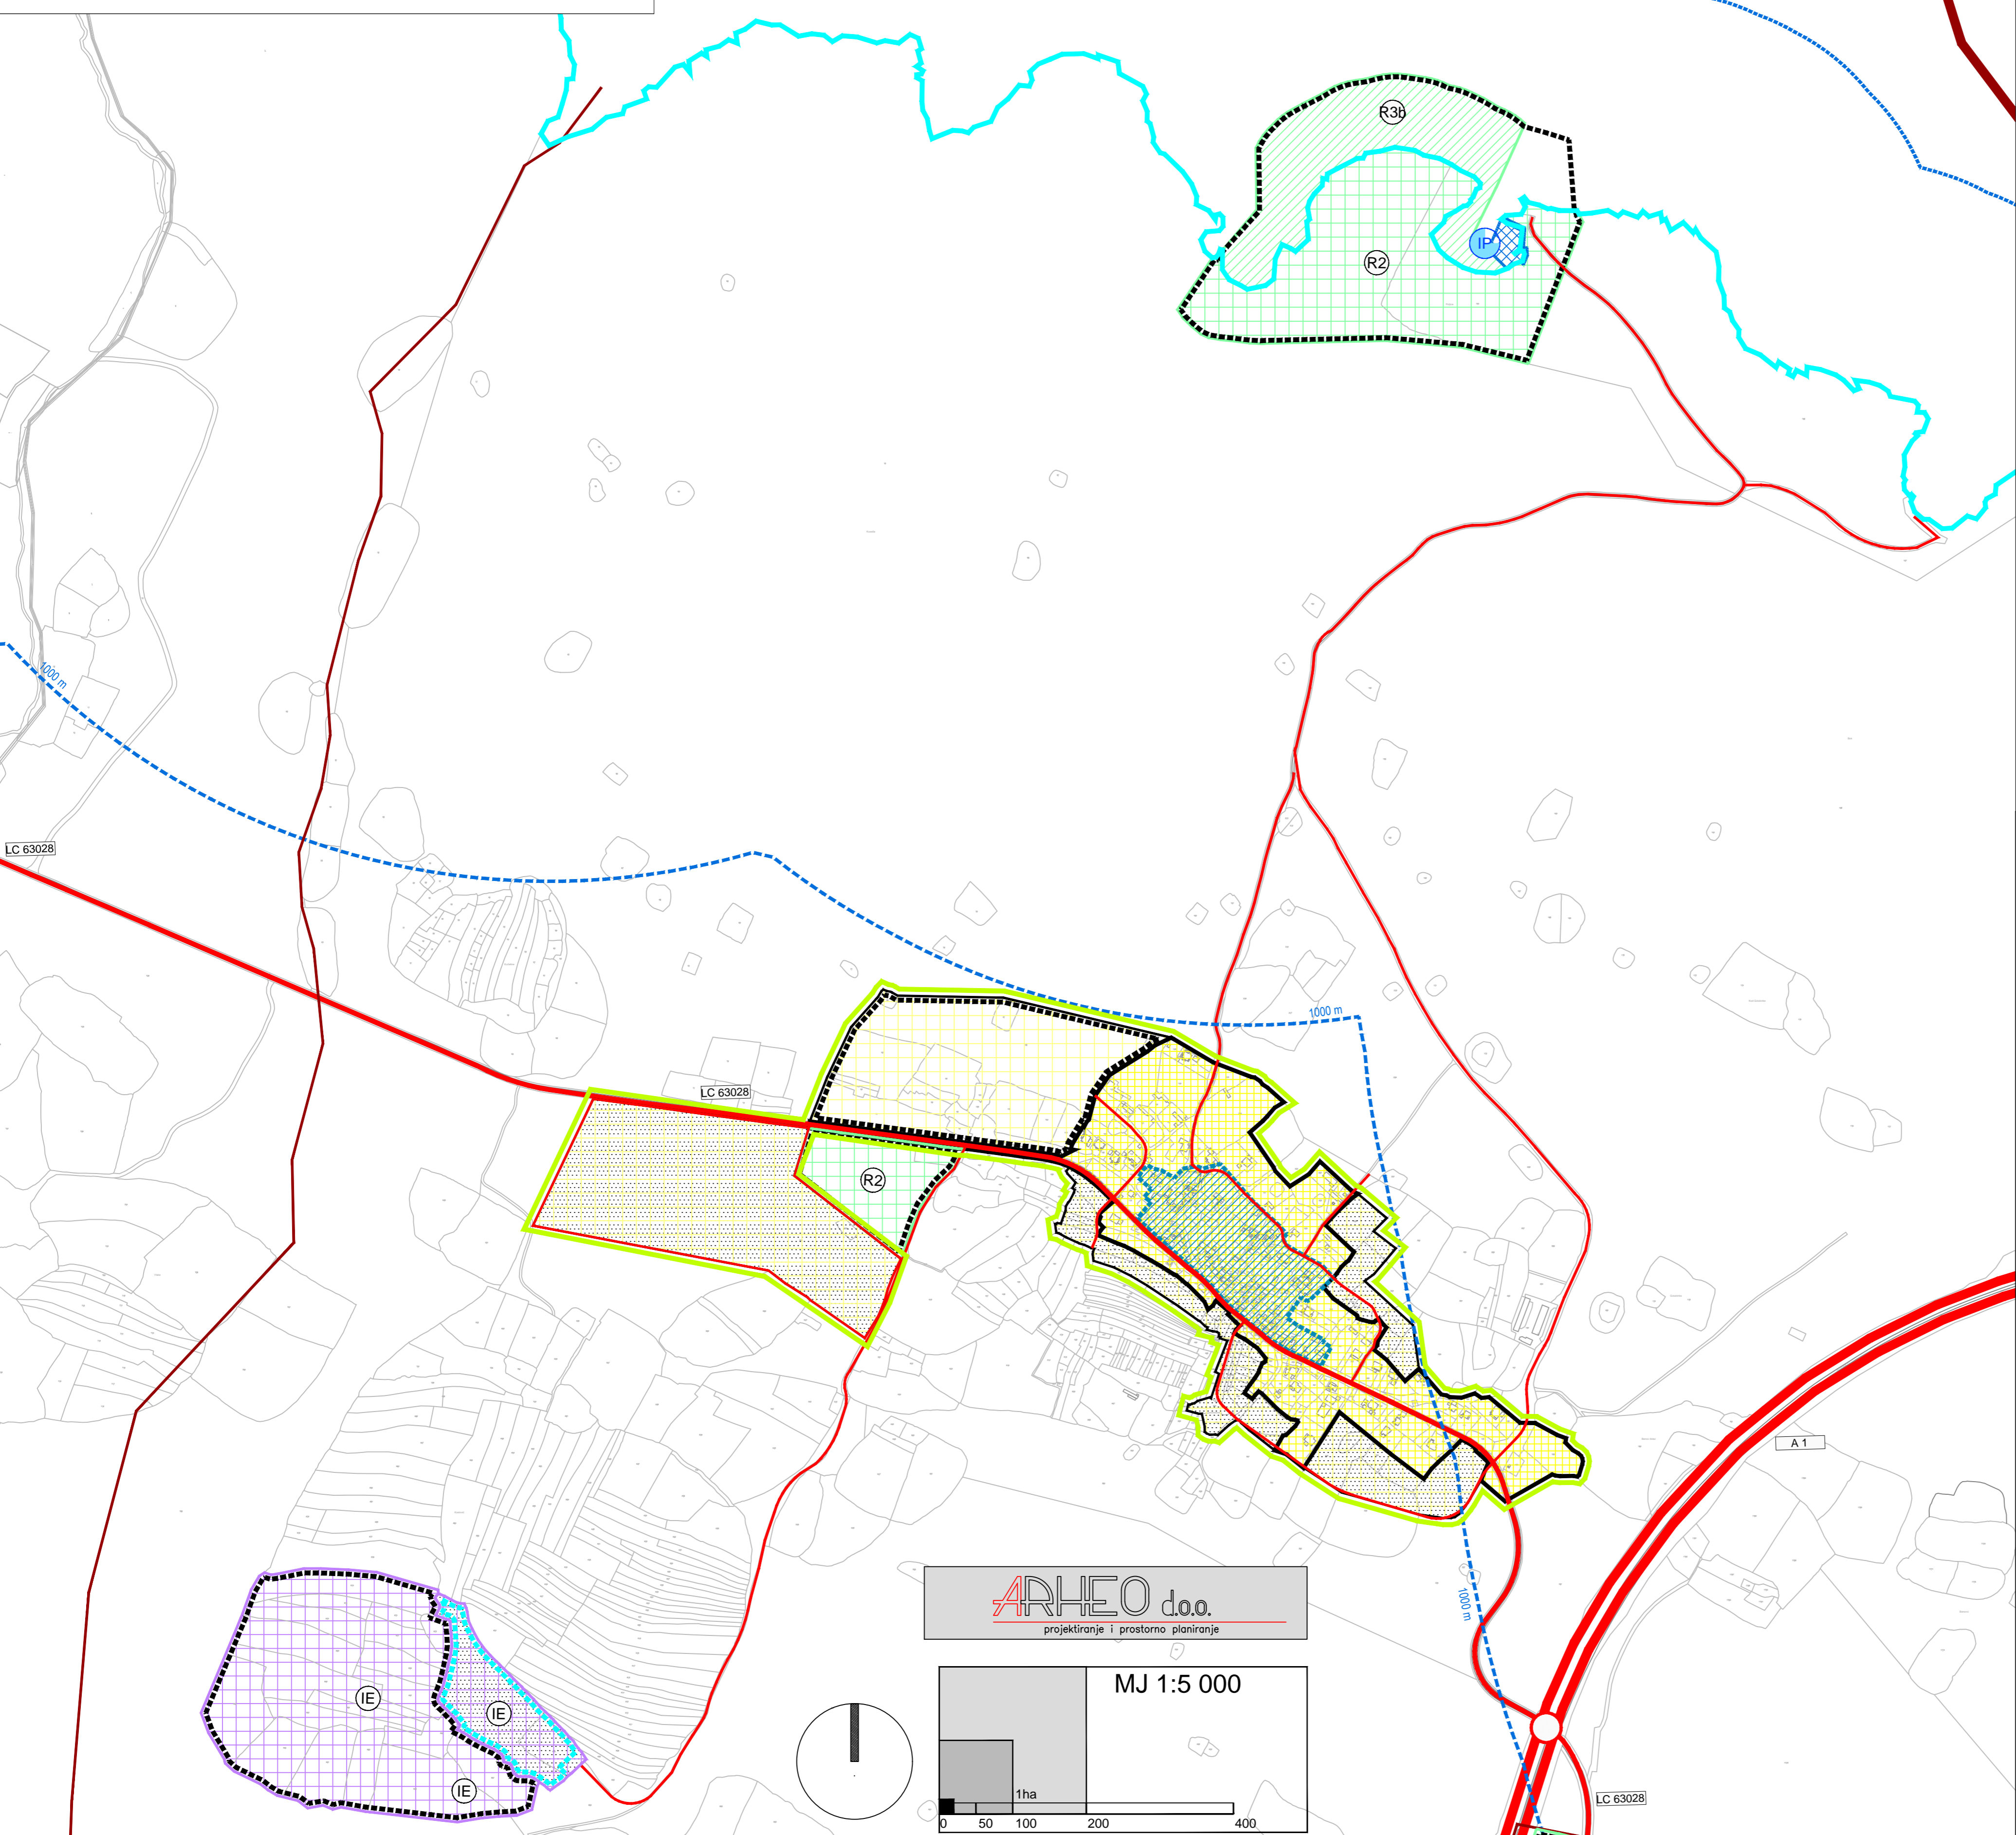 R3b
IP
R2
1000 m
LC 63028
1000 m
LC 63028
R2
A 1
ARHEO d.o.o.
projektiranje i prostorno planiranje
1000 m
MJ 1:5 000
IE
IE
IE
1ha
0 50 100 200 400
LC 63028